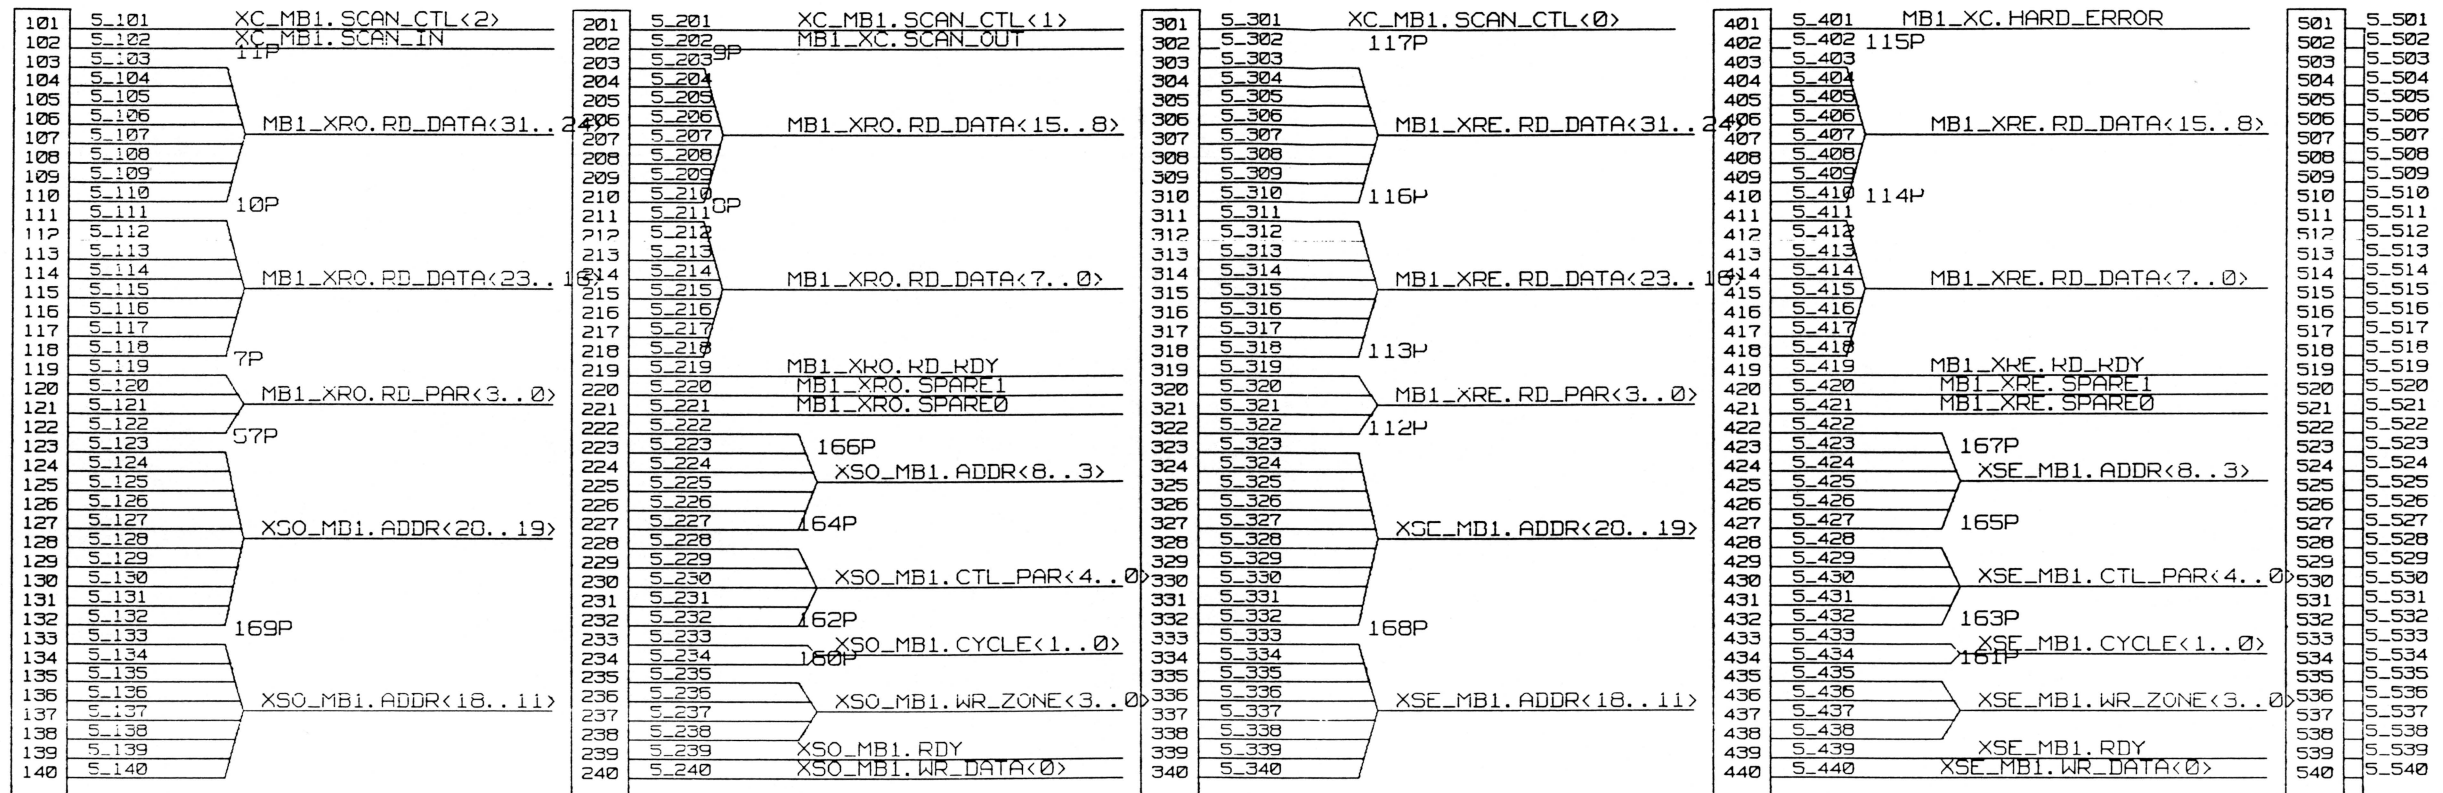 101 5_101 XC_MB1.SCAN_CTL<2>
102 5_102 XC_MB1.SCAN_IN
103 5_103 11P
104 5_104
105 5_105
106 5_106 MB1_XRO.RD_DATA<31..24>
107 5_107
108 5_108
109 5_109
110 5_110 10P
111 5_111
112 5_112
113 5_113
114 5_114 MB1_XRO.RD_DATA<23..16>
115 5_115
116 5_116
117 5_117
118 5_118 7P
119 5_119
120 5_120 MB1_XRO.RD_PAR<3..0>
121 5_121
122 5_122 57P
123 5_123
124 5_124
125 5_125
126 5_126
127 5_127 XSO_MB1.ADDR<28..19>
128 5_128
129 5_129
130 5_130
131 5_131
132 5_132 169P
133 5_133
134 5_134
135 5_135
136 5_136 XSO_MB1.ADDR<18..11>
137 5_137
138 5_138
139 5_139
140 5_140
201 5_201 XC_MB1.SCAN_CTL<1>
202 5_202 MB1_XC.SCAN_OUT
203 5_203 9P
204 5_204
205 5_205
206 5_206 MB1_XRO.RD_DATA<15..8>
207 5_207
208 5_208
209 5_209
210 5_210 8P
211 5_211
212 5_212
213 5_213
214 5_214 MB1_XRO.RD_DATA<7..0>
215 5_215
216 5_216
217 5_217
218 5_218
219 5_219 MB1_XRO.RD_RDY
220 5_220 MB1_XRO.SPARE1
221 5_221 MB1_XRO.SPARE0
222 5_222
223 5_223 166P
224 5_224 XSO_MB1.ADDR<8..3>
225 5_225
226 5_226
227 5_227 164P
228 5_228
229 5_229
230 5_230 XSO_MB1.CTL_PAR<4..0>
231 5_231
232 5_232 162P
233 5_233 XSO_MB1.CYCLE<1..0>
234 5_234 160P
235 5_235
236 5_236 XSO_MB1.WR_ZONE<3..0>
237 5_237
238 5_238
239 5_239 XSO_MB1.RDY
240 5_240 XSO_MB1.WR_DATA<0>
301 5_301 XC_MB1.SCAN_CTL<0>
302 5_302 117P
303 5_303
304 5_304
305 5_305
306 5_306 MB1_XRE.RD_DATA<31..24>
307 5_307
308 5_308
309 5_309
310 5_310 116P
311 5_311
312 5_312
313 5_313
314 5_314 MB1_XRE.RD_DATA<23..16>
315 5_315
316 5_316
317 5_317
318 5_318 113P
319 5_319
320 5_320 MB1_XRE.RD_PAR<3..0>
321 5_321
322 5_322 112P
323 5_323
324 5_324
325 5_325
326 5_326
327 5_327 XSE_MB1.ADDR<28..19>
328 5_328
329 5_329
330 5_330
331 5_331
332 5_332 168P
333 5_333
334 5_334
335 5_335
336 5_336 XSE_MB1.ADDR<18..11>
337 5_337
338 5_338
339 5_339
340 5_340
401 5_401 MB1_XC.HARD_ERROR
402 5_402 115P
403 5_403
404 5_404
405 5_405
406 5_406 MB1_XRE.RD_DATA<15..8>
407 5_407
408 5_408
409 5_409
410 5_410 114P
411 5_411
412 5_412
413 5_413
414 5_414 MB1_XRE.RD_DATA<7..0>
415 5_415
416 5_416
417 5_417
418 5_418
419 5_419 MB1_XRE.RD_RDY
420 5_420 MB1_XRE.SPARE1
421 5_421 MB1_XRE.SPARE0
422 5_422
423 5_423 167P
424 5_424 XSE_MB1.ADDR<8..3>
425 5_425
426 5_426
427 5_427 165P
428 5_428
429 5_429
430 5_430 XSE_MB1.CTL_PAR<4..0>
431 5_431
432 5_432 163P
433 5_433 XSE_MB1.CYCLE<1..0>
434 5_434 161P
435 5_435
436 5_436 XSE_MB1.WR_ZONE<3..0>
437 5_437
438 5_438
439 5_439 XSE_MB1.RDY
440 5_440 XSE_MB1.WR_DATA<0>
501 5_501
502 5_502
503 5_503
504 5_504
505 5_505
506 5_506
507 5_507
508 5_508
509 5_509
510 5_510
511 5_511
512 5_512
513 5_513
514 5_514
515 5_515
516 5_516
517 5_517
518 5_518
519 5_519
520 5_520
521 5_521
522 5_522
523 5_523
524 5_524
525 5_525
526 5_526
527 5_527
528 5_528
529 5_529
530 5_530
531 5_531
532 5_532
533 5_533
534 5_534
535 5_535
536 5_536
537 5_537
538 5_538
539 5_539
540 5_540